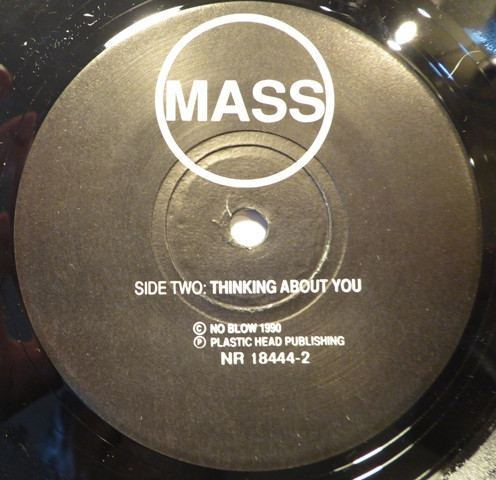 MASS
SIDE TWO: THINKING ABOUT YOU
© NO BLOW 1990
℗ PLASTIC HEAD PUBLISHING
NR 18444-2